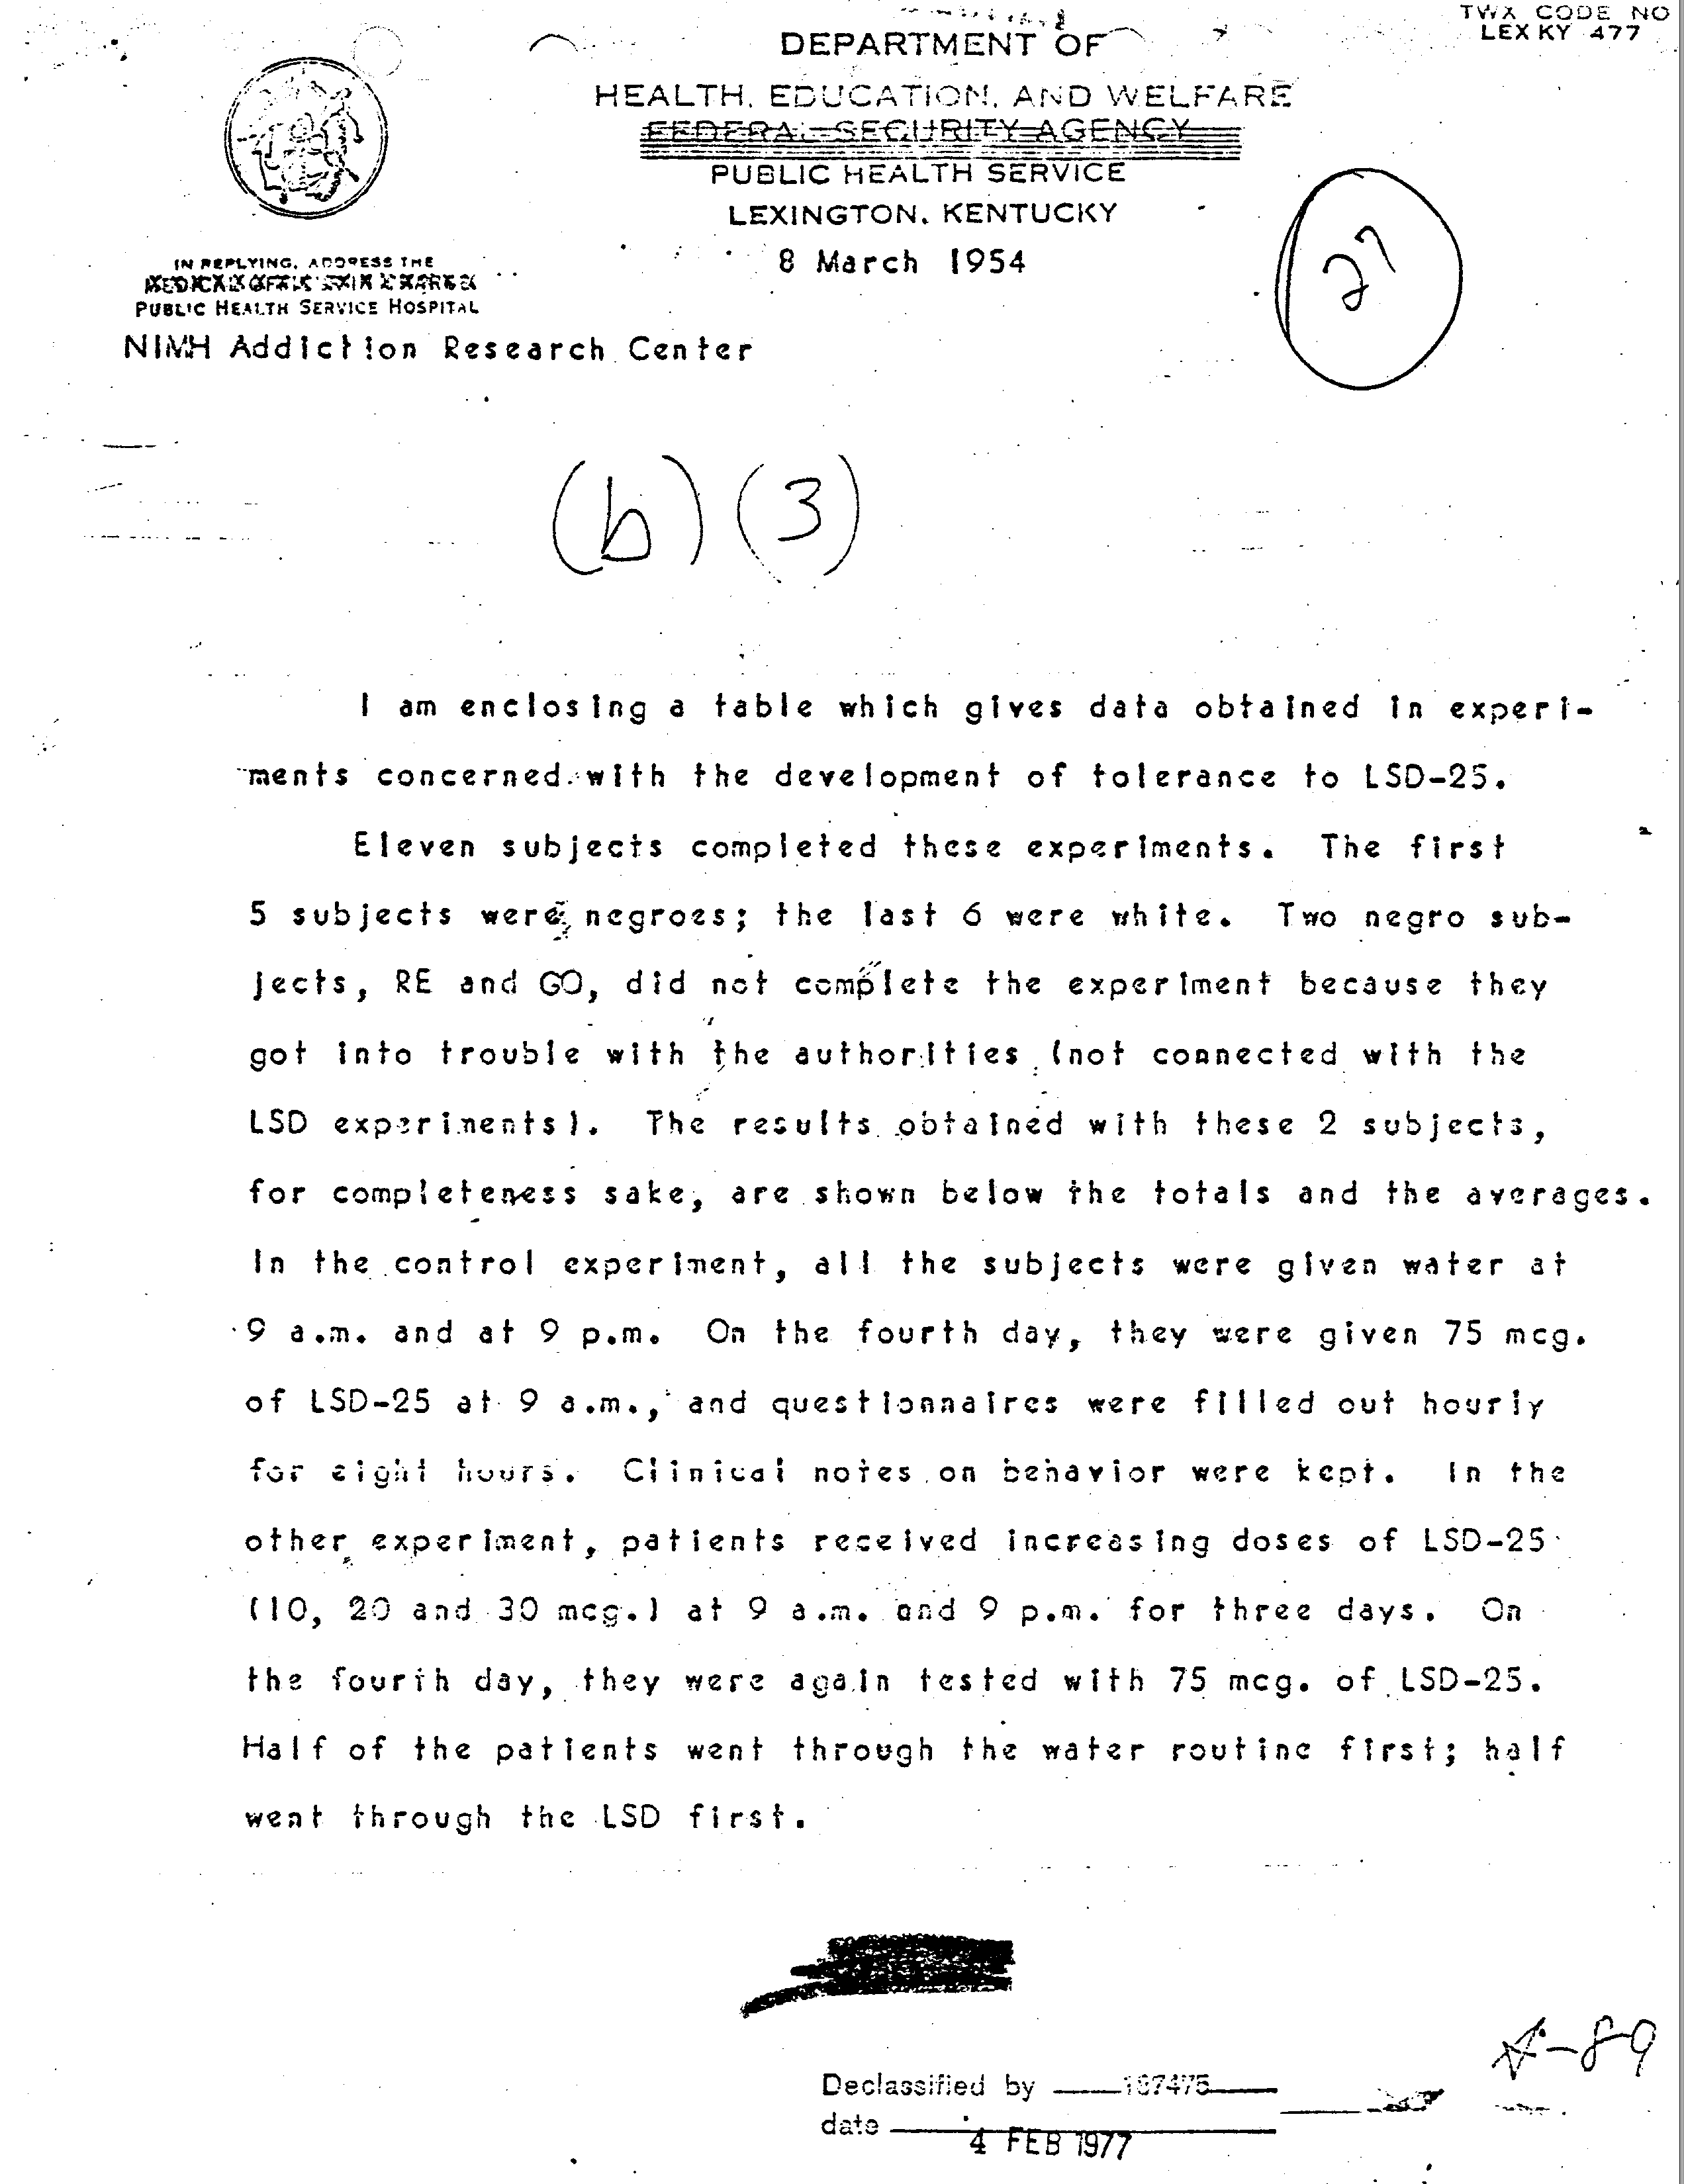 TWX CODE NO
LEX KY 477
DEPARTMENT OF
HEALTH, EDUCATION, AND WELFARE
FEDERAL SECURITY AGENCY
PUBLIC HEALTH SERVICE
LEXINGTON, KENTUCKY
8 March 1954
27
IN REPLYING, ADDRESS THE
PUBLIC HEALTH SERVICE HOSPITAL
NIMH Addiction Research Center
(b)(3)
I am enclosing a table which gives data obtained in experi-
ments concerned with the development of tolerance to LSD-25.
Eleven subjects completed these experiments. The first
5 subjects were negroes; the last 6 were white. Two negro sub-
jects, RE and GO, did not complete the experiment because they
got into trouble with the authorities (not connected with the
LSD experiments). The results obtained with these 2 subjects,
for completeness sake, are shown below the totals and the averages.
In the control experiment, all the subjects were given water at
9 a.m. and at 9 p.m. On the fourth day, they were given 75 mcg.
of LSD-25 at 9 a.m., and questionnaires were filled out hourly
for eight hours. Clinical notes on behavior were kept. In the
other experiment, patients received increasing doses of LSD-25
(10, 20 and 30 mcg.) at 9 a.m. and 9 p.m. for three days. On
the fourth day, they were again tested with 75 mcg. of LSD-25.
Half of the patients went through the water routine first; half
went through the LSD first.
A-89
Declassified by 187475
date 4 FEB 1977